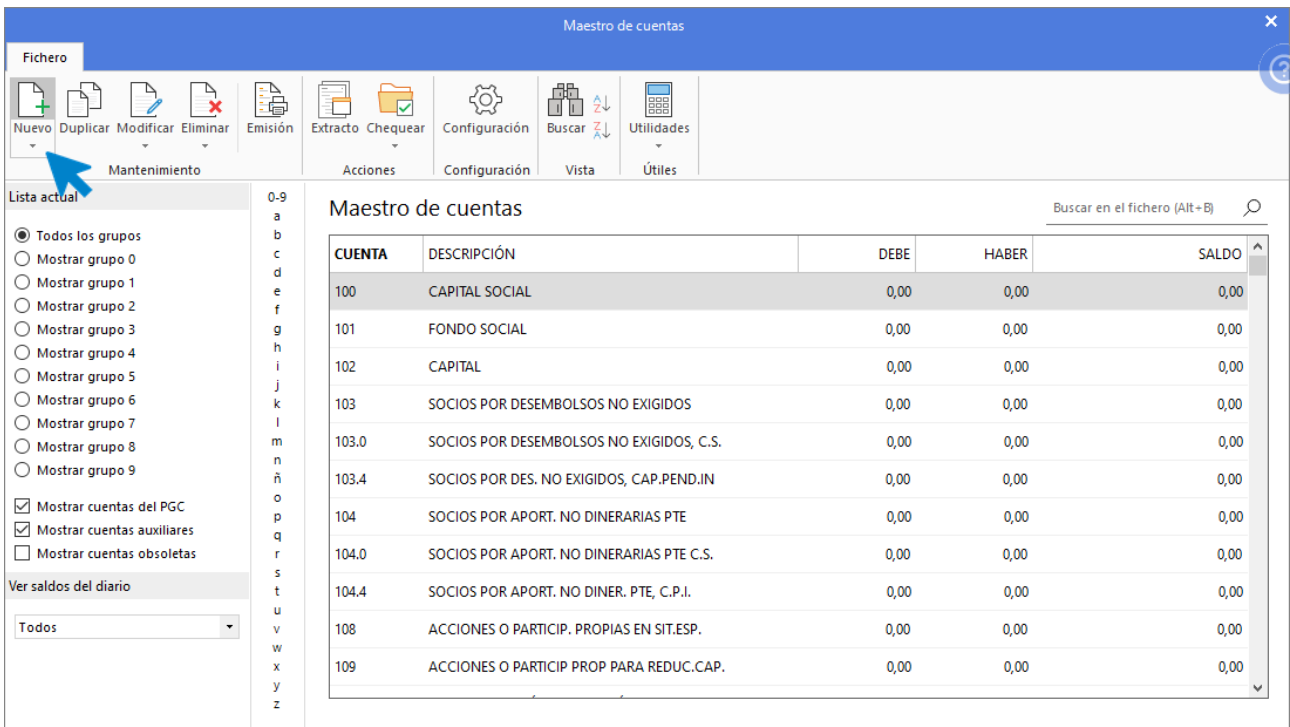 Maestro de cuentas
Fichero
Nuevo Duplicar Modificar Eliminar Emisión Extracto Chequear Configuración Buscar Utilidades
Mantenimiento Acciones Configuración Vista Útiles
Lista actual
Todos los grupos
Mostrar grupo 0
Mostrar grupo 1
Mostrar grupo 2
Mostrar grupo 3
Mostrar grupo 4
Mostrar grupo 5
Mostrar grupo 6
Mostrar grupo 7
Mostrar grupo 8
Mostrar grupo 9
Mostrar cuentas del PGC
Mostrar cuentas auxiliares
Mostrar cuentas obsoletas
Ver saldos del diario
Todos
0-9
a
b
c
d
e
f
g
h
i
j
k
l
m
n
ñ
o
p
q
r
s
t
u
v
w
x
y
z
Maestro de cuentas
Buscar en el fichero (Alt+B)
CUENTA DESCRIPCIÓN DEBE HABER SALDO
100 CAPITAL SOCIAL 0,00 0,00 0,00
101 FONDO SOCIAL 0,00 0,00 0,00
102 CAPITAL 0,00 0,00 0,00
103 SOCIOS POR DESEMBOLSOS NO EXIGIDOS 0,00 0,00 0,00
103.0 SOCIOS POR DESEMBOLSOS NO EXIGIDOS, C.S. 0,00 0,00 0,00
103.4 SOCIOS POR DES. NO EXIGIDOS, CAP.PEND.IN 0,00 0,00 0,00
104 SOCIOS POR APORT. NO DINERARIAS PTE 0,00 0,00 0,00
104.0 SOCIOS POR APORT. NO DINERARIAS PTE C.S. 0,00 0,00 0,00
104.4 SOCIOS POR APORT. NO DINER. PTE, C.P.I. 0,00 0,00 0,00
108 ACCIONES O PARTICIP. PROPIAS EN SIT.ESP. 0,00 0,00 0,00
109 ACCIONES O PARTICIP PROP PARA REDUC.CAP. 0,00 0,00 0,00